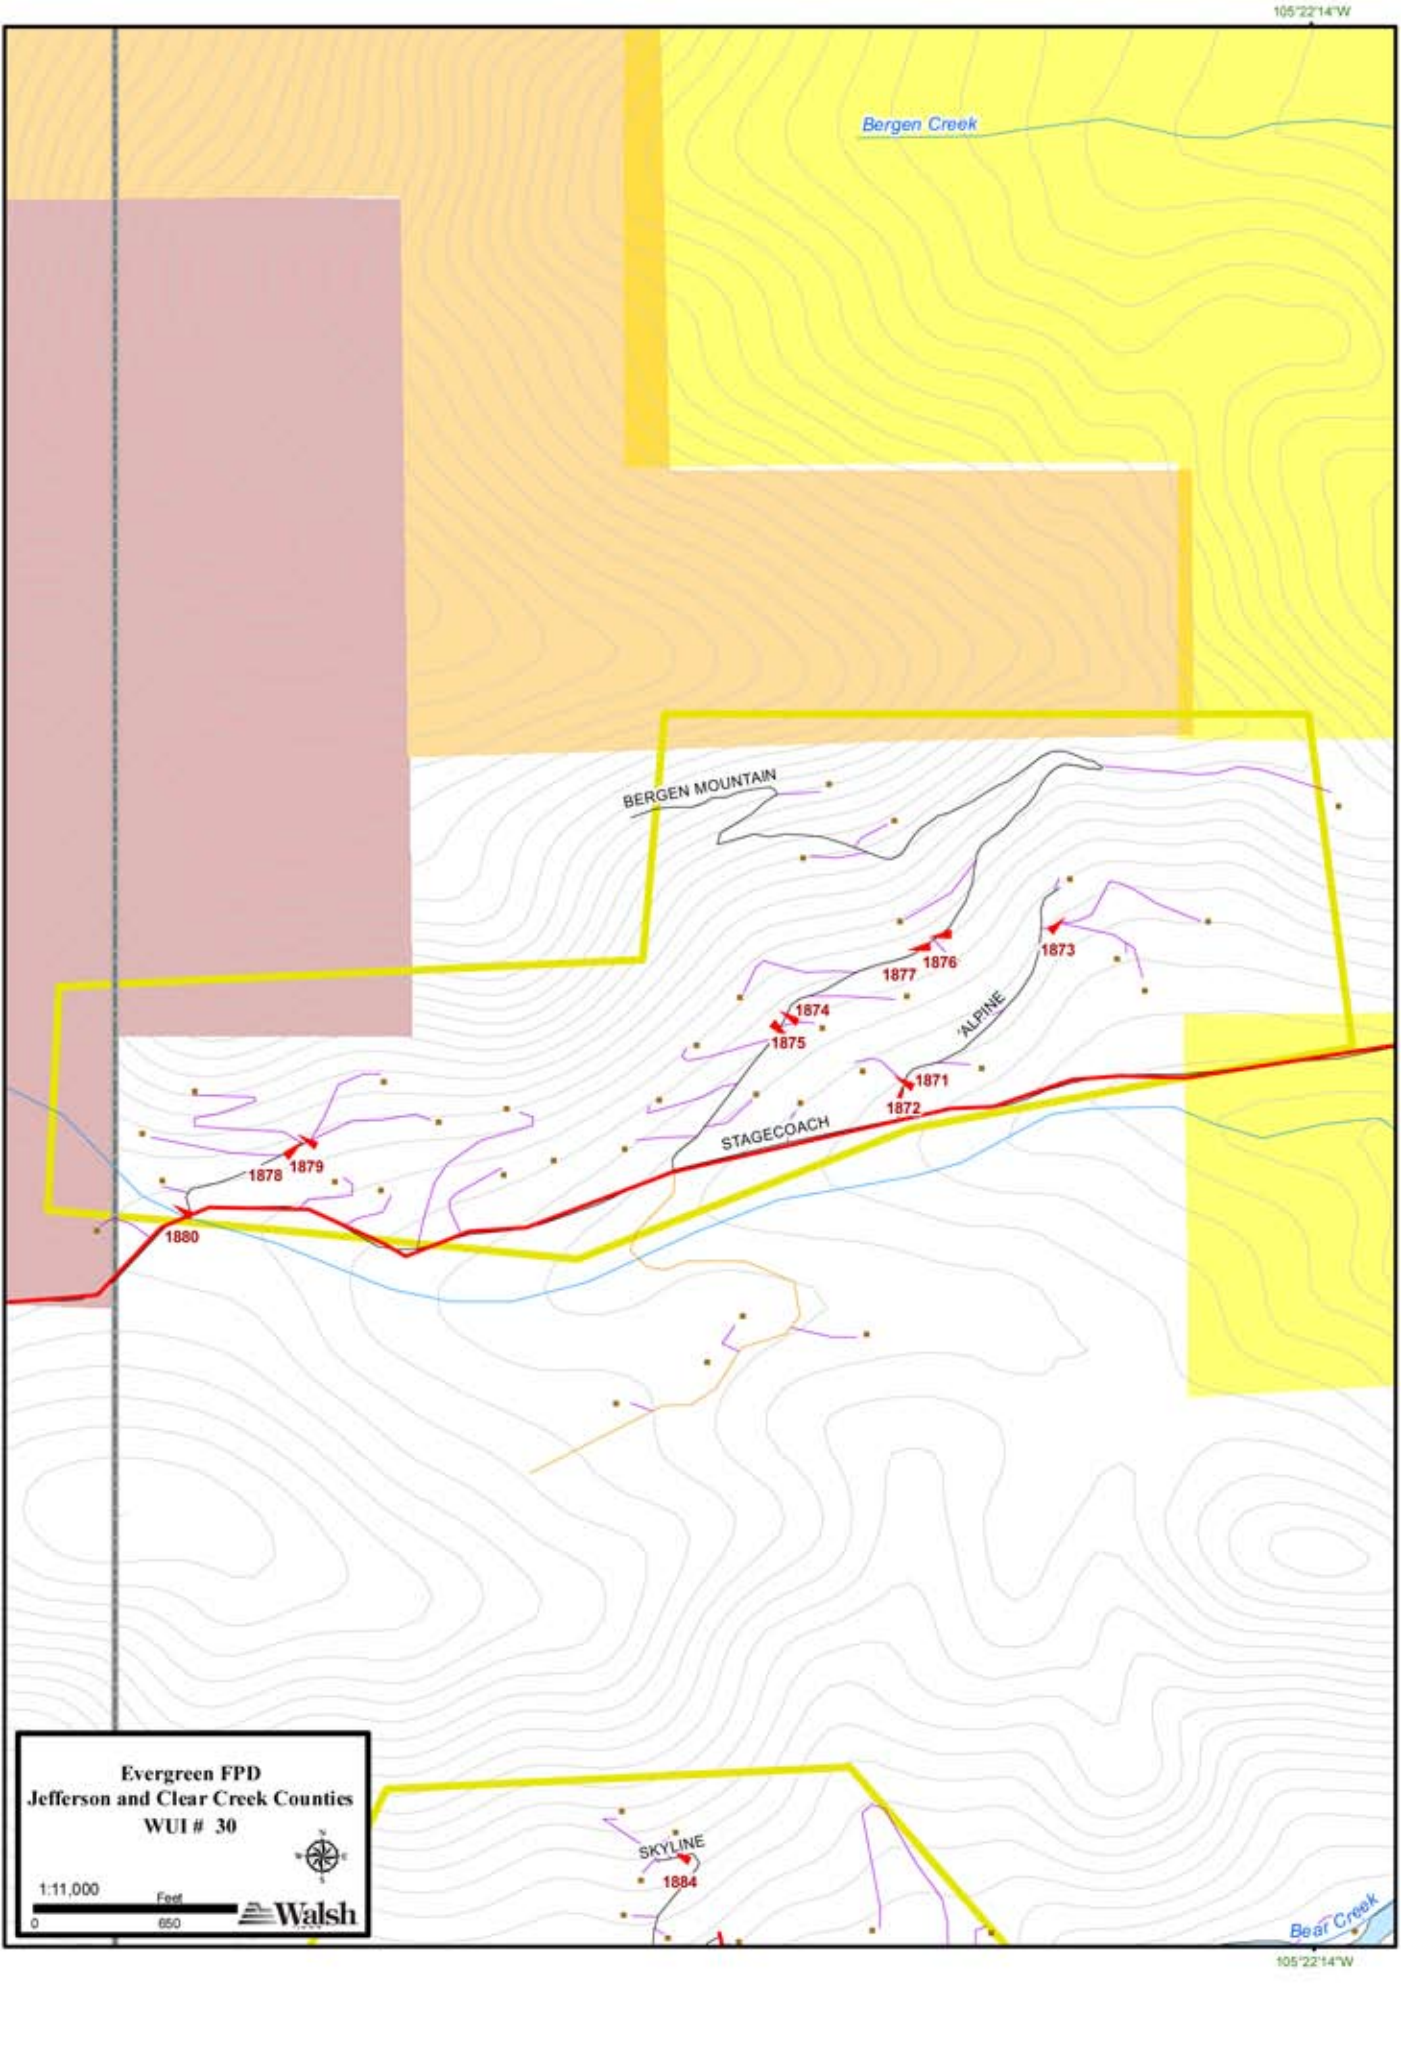 105°22'14"W
Bergen Creek
BERGEN MOUNTAIN
1876
1877
1873
1874
1875
'ALPINE
1871
1872
STAGECOACH
1879
1878
1880
Evergreen FPD
Jefferson and Clear Creek Counties
WUI # 30
N
W E
S
1:11,000
Feet
0 650
Walsh
SKYLINE
1884
Bear Creek
105°22'14"W